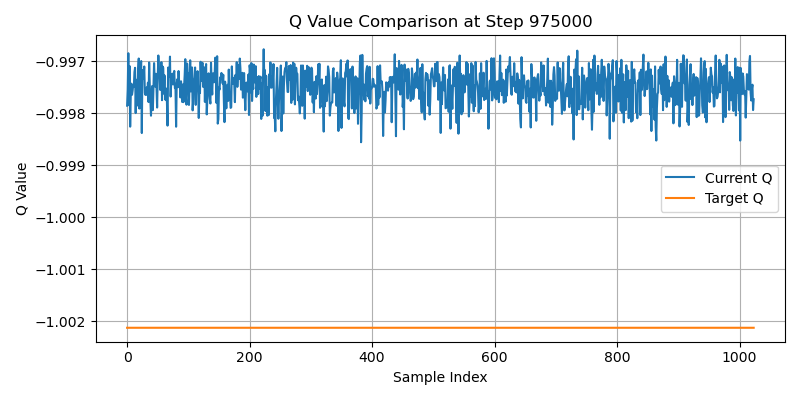 Q Value Comparison at Step 975000
Q Value
−0.997
−0.998
−0.999
−1.000
−1.001
−1.002
Current Q
Target Q
0 200 400 600 800 1000
Sample Index